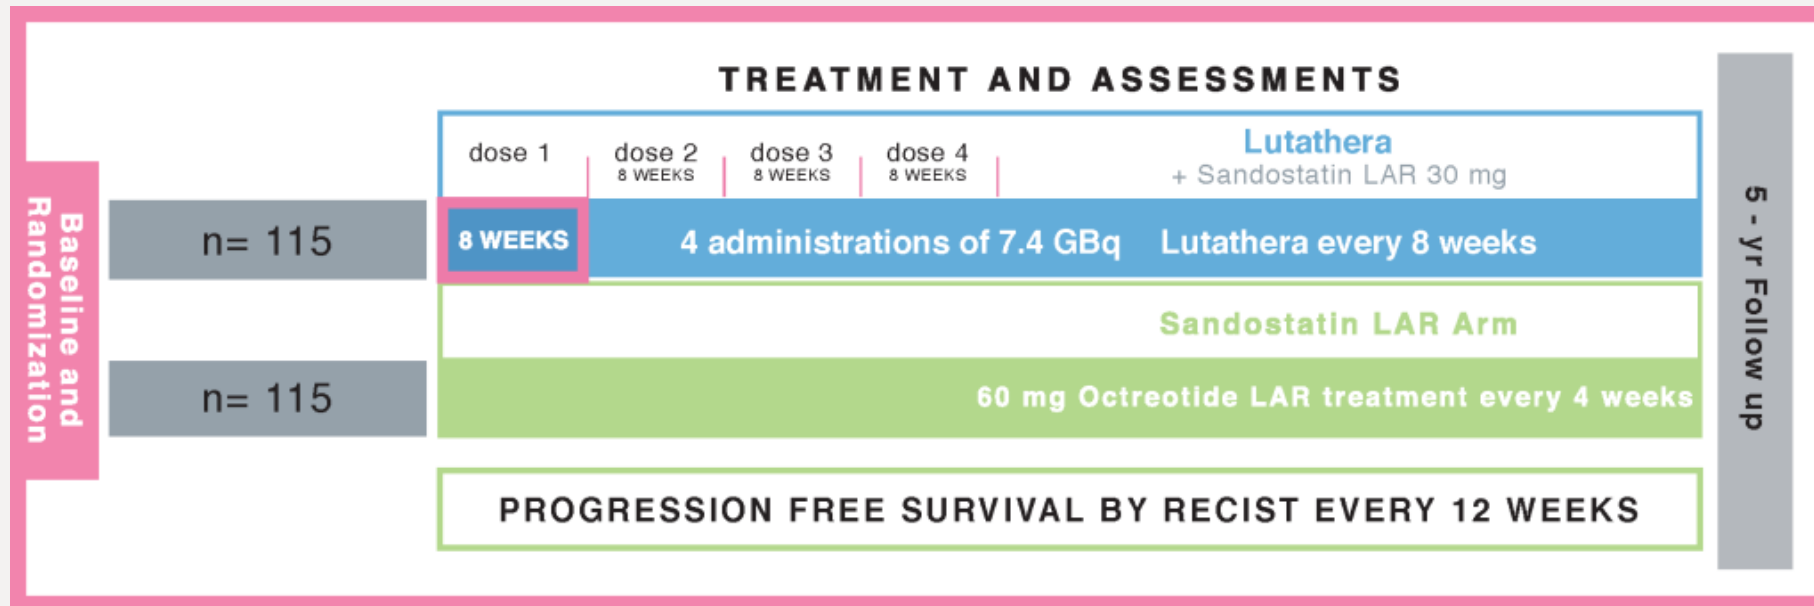 TREATMENT AND ASSESSMENTS
dose 1
dose 2
8 WEEKS
dose 3
8 WEEKS
dose 4
8 WEEKS
Lutathera
+ Sandostatin LAR 30 mg
Baseline and
Randomization
n= 115
8 WEEKS
4 administrations of 7.4 GBq Lutathera every 8 weeks
Sandostatin LAR Arm
n= 115
60 mg Octreotide LAR treatment every 4 weeks
PROGRESSION FREE SURVIVAL BY RECIST EVERY 12 WEEKS
5 - yr Follow up